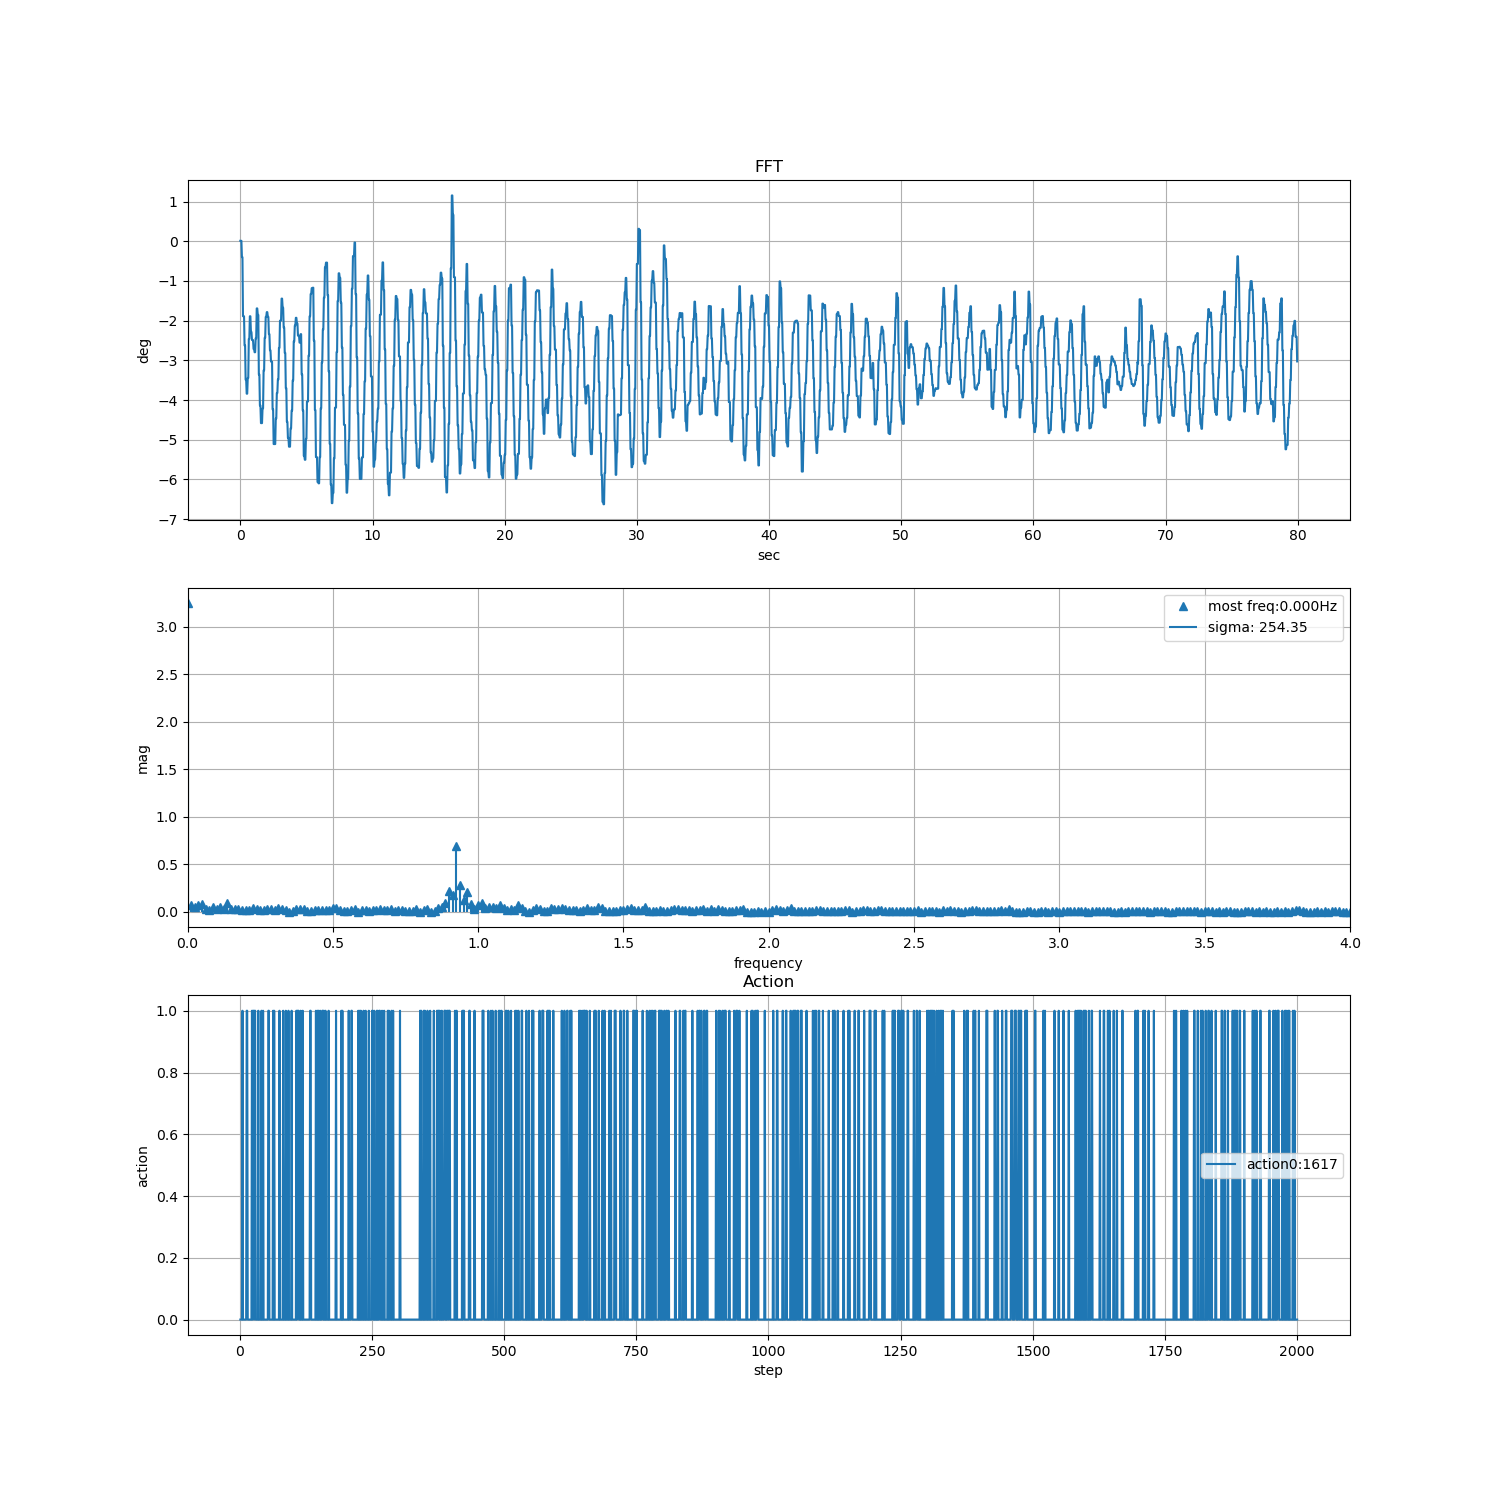 FFT
1
0
−1
−2
−3
−4
−5
−6
−7
deg
0 10 20 30 40 50 60 70 80
sec
most freq:0.000Hz
sigma: 254.35
3.0
2.5
2.0
1.5
1.0
0.5
0.0
mag
0.0 0.5 1.0 1.5 2.0 2.5 3.0 3.5 4.0
frequency
Action
1.0
0.8
0.6
0.4
0.2
0.0
action
action0:1617
0 250 500 750 1000 1250 1500 1750 2000
step